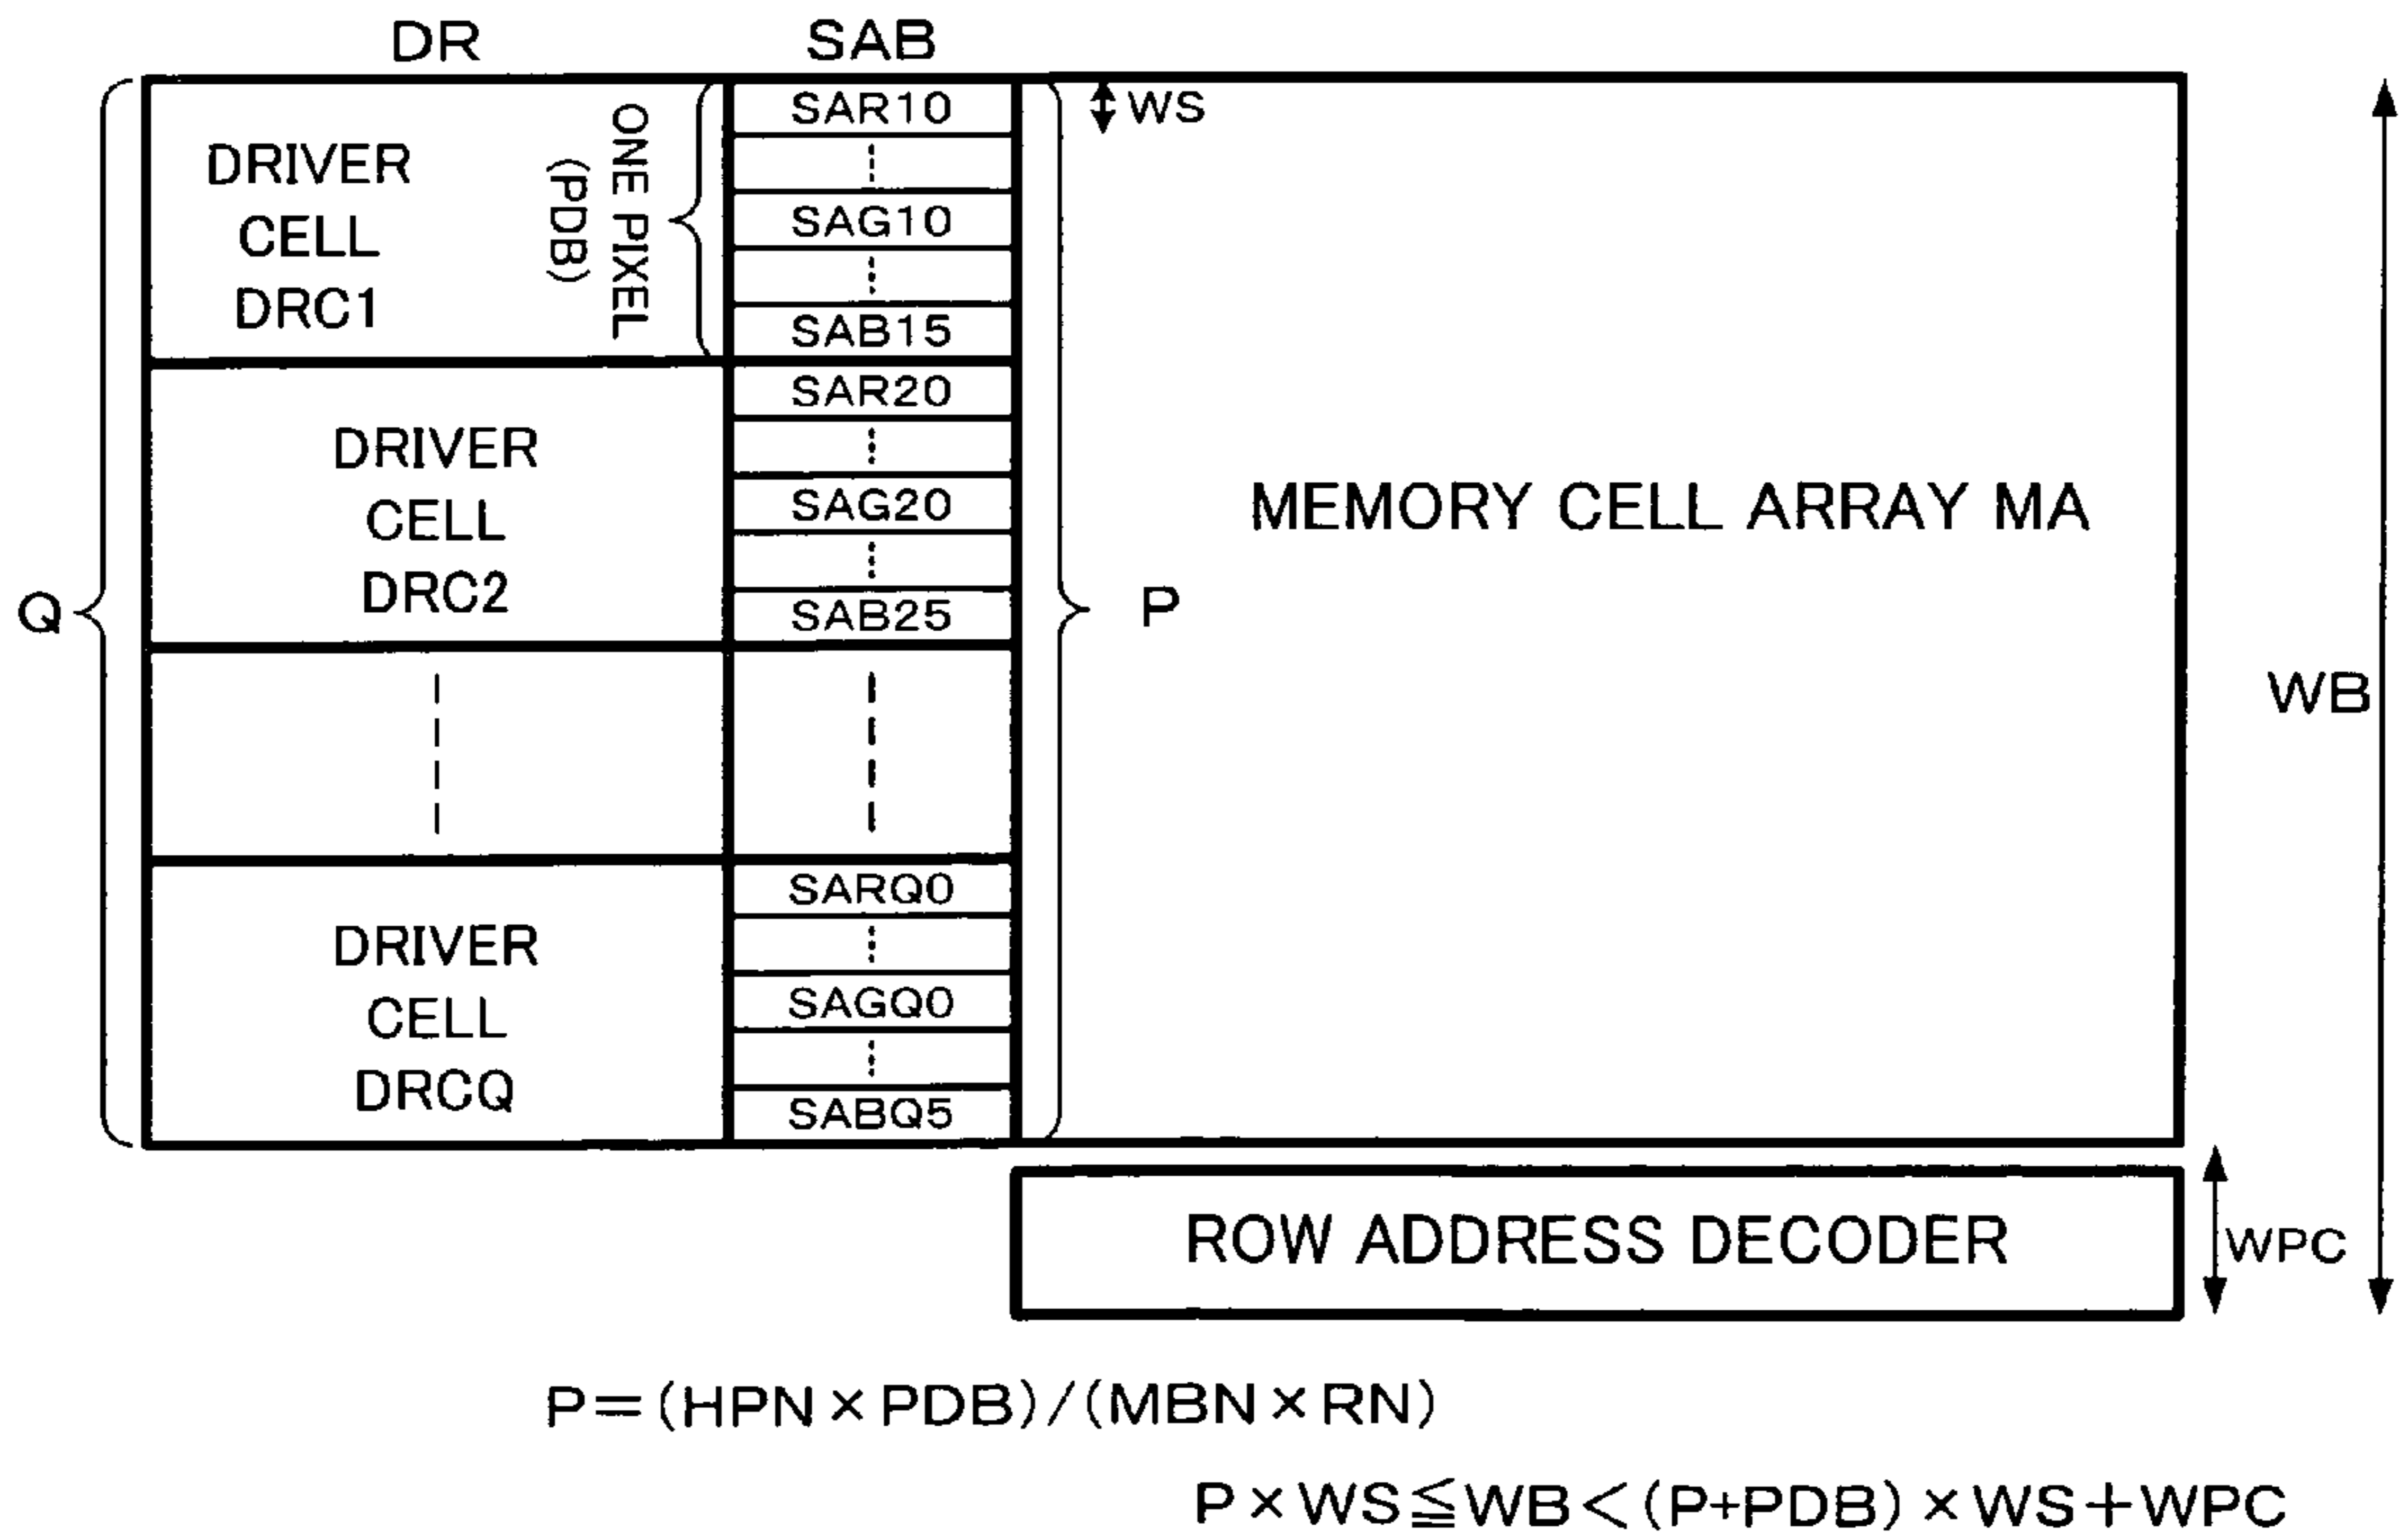 DR
SAB
DRIVER
CELL
DRC1
ONE PIXEL
(PDB)
SAR10
SAG10
SAB15
WS
DRIVER
CELL
DRC2
SAR20
SAG20
SAB25
MEMORY CELL ARRAY MA
Q
P
WB
DRIVER
CELL
DRCQ
SARQ0
SAGQ0
SABQ5
ROW ADDRESS DECODER
WPC
P=(HPN×PDB)/(MBN×RN)
P×WS≦WB<(P+PDB)×WS+WPC